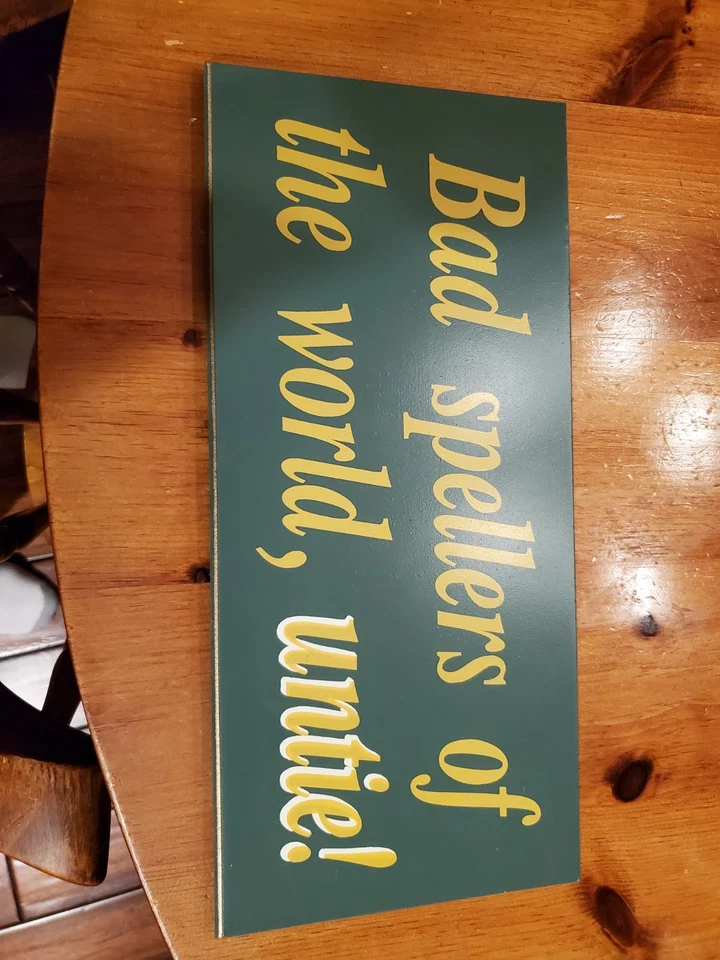 Bad spellers of
the world, untie!